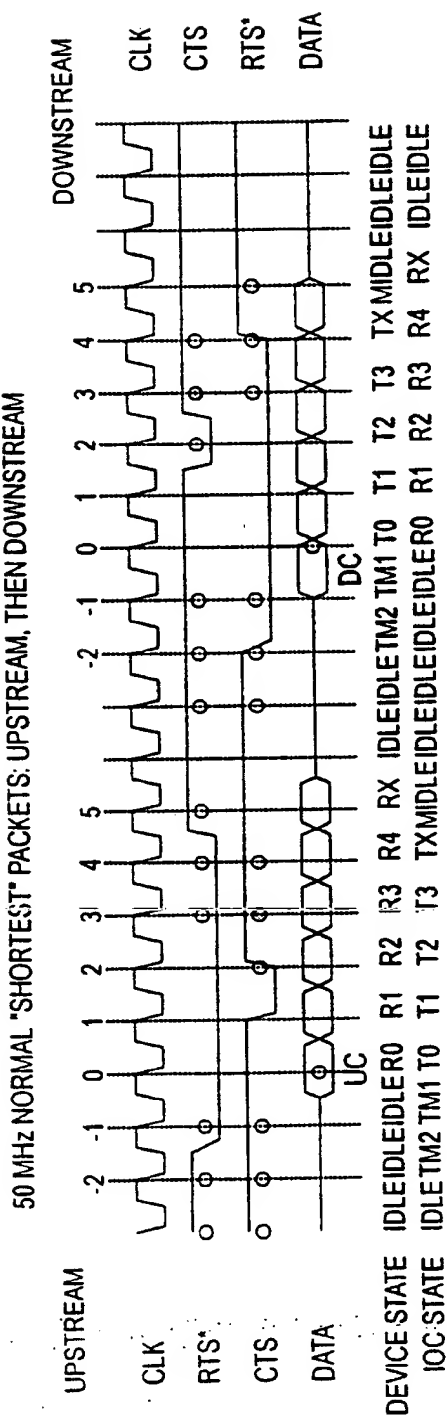 50 MHz NORMAL "SHORTEST" PACKETS: UPSTREAM, THEN DOWNSTREAM
UPSTREAM
DOWNSTREAM
-2 -1 0 1 2 3 4 5 -2 -1 0 1 2 3 4 5
CLK CLK
RTS* CTS
CTS RTS*
DATA DATA
UC DC
DEVICE STATE IDLE IDLE IDLE R0 R1 R2 R3 R4 RX IDLE IDLE TM2 TM1 T0 T1 T2 T3 TXM IDLE IDLE IDLE
IOC STATE IDLE TM2 TM1 T0 T1 T2 T3 TXM IDLE IDLE IDLE IDLE IDLE R0 R1 R2 R3 R4 RX IDLE IDLE